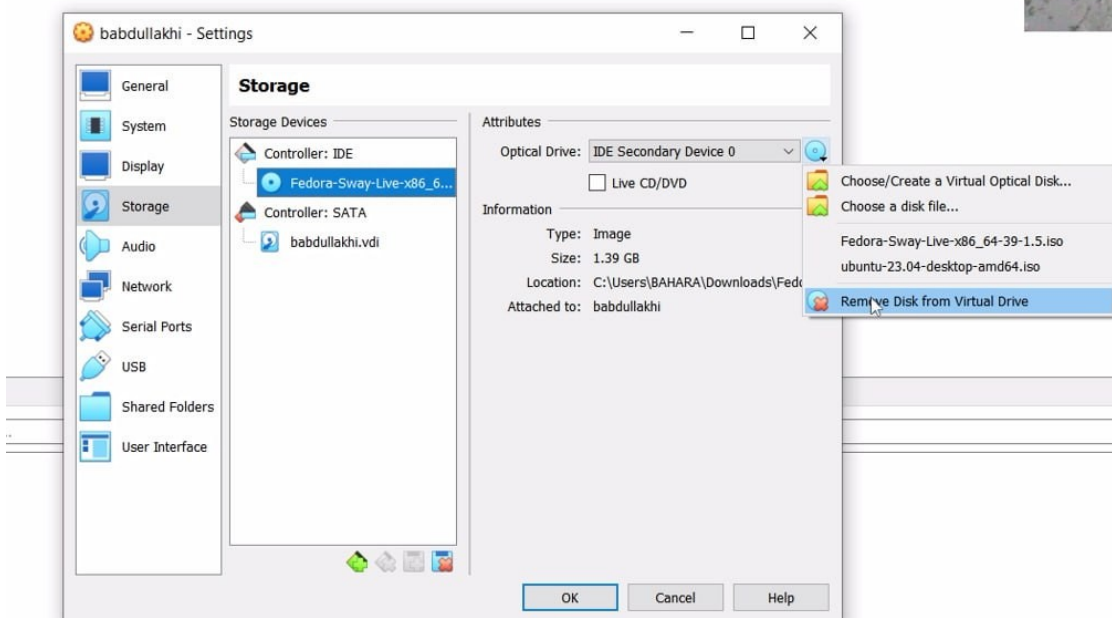 babdullakhi - Settings
General
System
Display
Storage
Audio
Network
Serial Ports
USB
Shared Folders
User Interface
Storage
Storage Devices
Controller: IDE
Fedora-Sway-Live-x86_6...
Controller: SATA
babdullakhi.vdi
Attributes
Optical Drive: IDE Secondary Device 0
Live CD/DVD
Information
Type: Image
Size: 1.39 GB
Location: C:\Users\BAHARA\Downloads\Fedo
Attached to: babdullakhi
Choose/Create a Virtual Optical Disk...
Choose a disk file...
Fedora-Sway-Live-x86_64-39-1.5.iso
ubuntu-23.04-desktop-amd64.iso
Remove Disk from Virtual Drive
OK
Cancel
Help